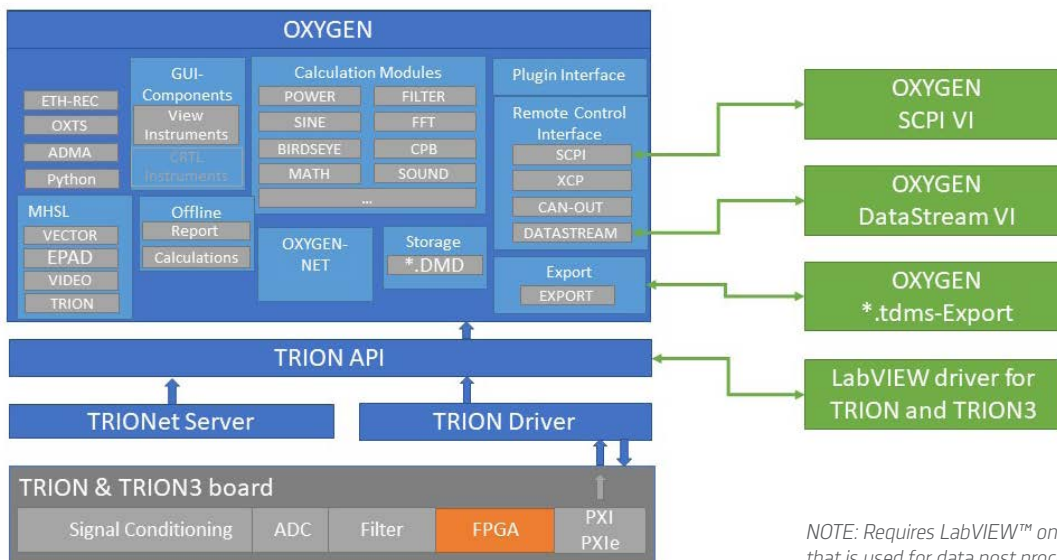 OXYGEN
ETH-REC
OXTS
ADMA
Python
GUI-
Components
View
Instruments
CRTL
Instruments
Calculation Modules
POWER
FILTER
SINE
FFT
BIRDSEYE
CPB
MATH
SOUND
...
Plugin Interface
Remote Control
Interface
SCPI
XCP
CAN-OUT
DATASTREAM
MHSL
VECTOR
EPAD
VIDEO
TRION
Offline
Report
Calculations
OXYGEN-
NET
Storage
*.DMD
Export
EXPORT
OXYGEN
SCPI VI
OXYGEN
DataStream VI
OXYGEN
*.tdms-Export
LabVIEW driver for
TRION and TRION3
TRION API
TRIONet Server
TRION Driver
TRION & TRION3 board
Signal Conditioning
ADC
Filter
FPGA
PXI
PXIe
NOTE: Requires LabVIEW™ on
that is used for data post proc